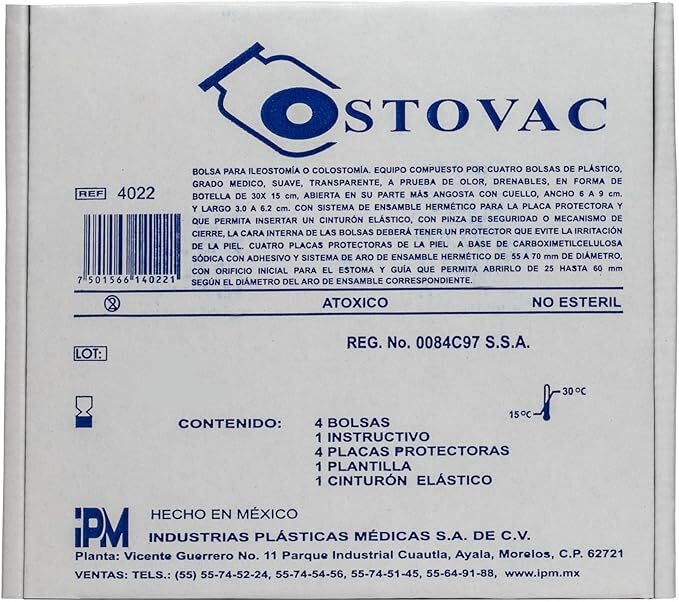 OSTOVAC
BOLSA PARA ILEOSTOMÍA O COLOSTOMÍA. EQUIPO COMPUESTO POR CUATRO BOLSAS DE PLÁSTICO,
GRADO MEDICO, SUAVE, TRANSPARENTE, A PRUEBA DE OLOR, DRENABLES, EN FORMA DE
BOTELLA DE 30X 15 cm, ABIERTA EN SU PARTE MÁS ANGOSTA CON CUELLO, ANCHO 6 A 9 cm.
Y LARGO 3.0 A 6.2 cm. CON SISTEMA DE ENSAMBLE HERMÉTICO PARA LA PLACA PROTECTORA Y
QUE PERMITA INSERTAR UN CINTURÓN ELÁSTICO, CON PINZA DE SEGURIDAD O MECANISMO DE
CIERRE, LA CARA INTERNA DE LAS BOLSAS DEBERÁ TENER UN PROTECTOR QUE EVITE LA IRRITACIÓN
DE LA PIEL. CUATRO PLACAS PROTECTORAS DE LA PIEL A BASE DE CARBOXIMETILCELULOSA
SÓDICA CON ADHESIVO Y SISTEMA DE ARO DE ENSAMBLE HERMÉTICO DE 55 A 70 mm DE DIÁMETRO,
CON ORIFICIO INICIAL PARA EL ESTOMA Y GUÍA QUE PERMITA ABRIRLO DE 25 HASTA 60 mm
SEGÚN EL DIÁMETRO DEL ARO DE ENSAMBLE CORRESPONDIENTE.
REF 4022
7 501566 140221
2 ATOXICO NO ESTERIL
REG. No. 0084C97 S.S.A.
LOT:
30°C
15°C
CONTENIDO: 4 BOLSAS
1 INSTRUCTIVO
4 PLACAS PROTECTORAS
1 PLANTILLA
1 CINTURÓN ELÁSTICO
iPM
HECHO EN MÉXICO
INDUSTRIAS PLÁSTICAS MÉDICAS S.A. DE C.V.
Planta: Vicente Guerrero No. 11 Parque Industrial Cuautla, Ayala, Morelos, C.P. 62721
VENTAS: TELS.: (55) 55-74-52-24, 55-74-54-56, 55-74-51-45, 55-64-91-88, www.ipm.mx